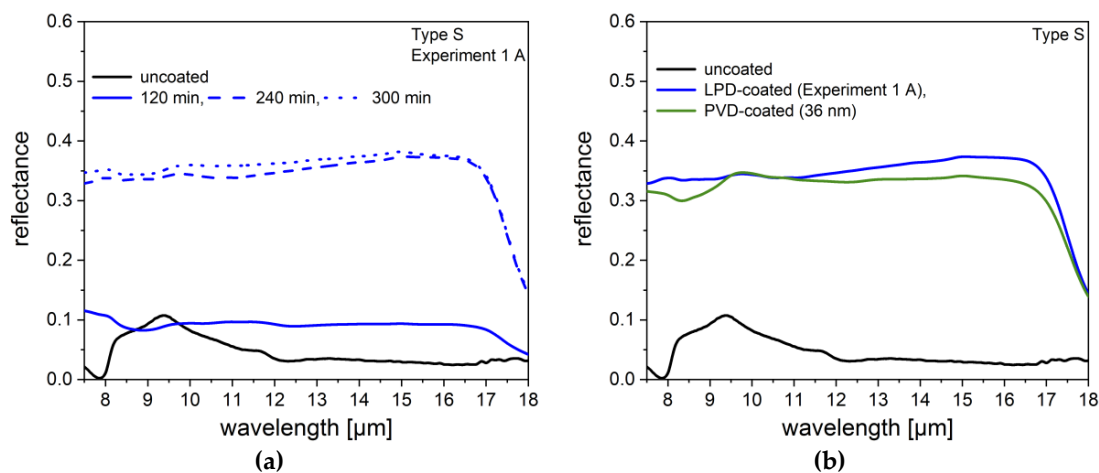 Type S
Experiment 1 A
uncoated
120 min, 240 min, 300 min
reflectance
0.6
0.5
0.4
0.3
0.2
0.1
0.0
8 9 10 11 12 13 14 15 16 17 18
wavelength [µm]
(a)
Type S
uncoated
LPD-coated (Experiment 1 A),
PVD-coated (36 nm)
reflectance
0.6
0.5
0.4
0.3
0.2
0.1
0.0
8 9 10 11 12 13 14 15 16 17 18
wavelength [µm]
(b)